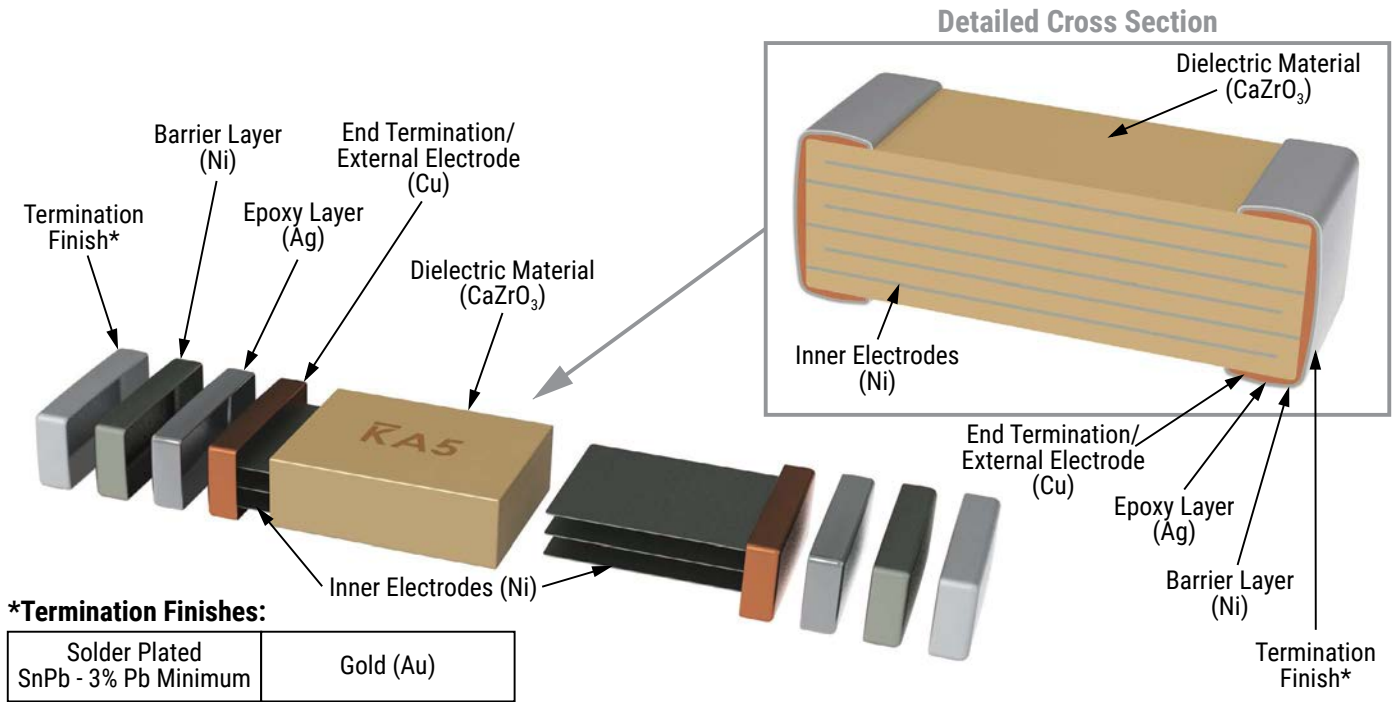 Detailed Cross Section
Dielectric Material
(CaZrO₃)
Inner Electrodes
(Ni)
End Termination/
External Electrode
(Cu)
Epoxy Layer
(Ag)
Barrier Layer
(Ni)
Termination
Finish*
Termination
Finish*
Barrier Layer
(Ni)
Epoxy Layer
(Ag)
End Termination/
External Electrode
(Cu)
Dielectric Material
(CaZrO₃)
KA5
Inner Electrodes (Ni)
*Termination Finishes:
Solder Plated
SnPb - 3% Pb Minimum
Gold (Au)